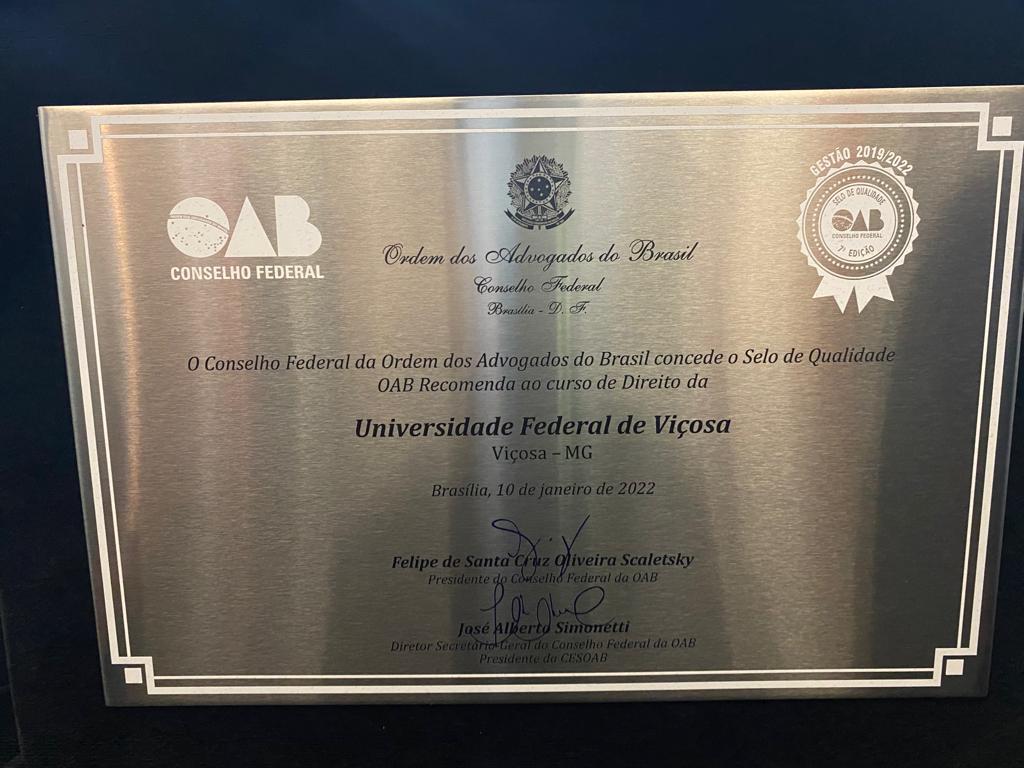 OAB
CONSELHO FEDERAL
Ordem dos Advogados do Brasil
Conselho Federal
Brasília - D. F.
GESTÃO 2019/2022
SELO DE QUALIDADE
OAB
CONSELHO FEDERAL
7ª EDIÇÃO
O Conselho Federal da Ordem dos Advogados do Brasil concede o Selo de Qualidade
OAB Recomenda ao curso de Direito da
Universidade Federal de Viçosa
Viçosa – MG
Brasília, 10 de janeiro de 2022
Felipe de Santa Cruz Oliveira Scaletsky
Presidente do Conselho Federal da OAB
José Alberto Simonetti
Diretor Secretário-Geral do Conselho Federal da OAB
Presidente da CESOAB